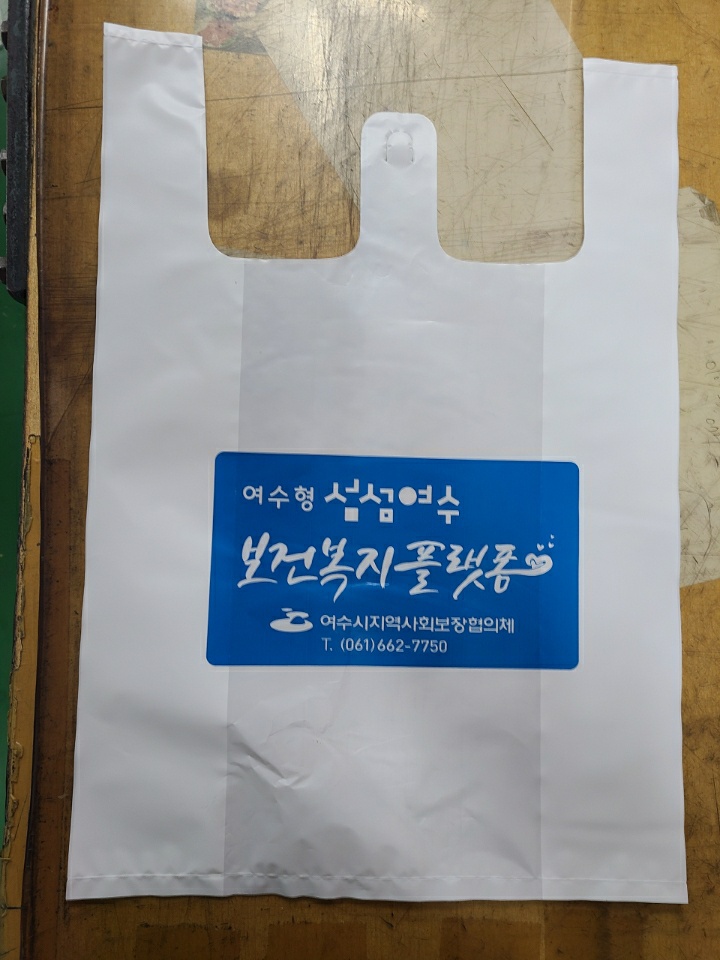 여수형 섬섬여수
보건복지플랫폼
여수시지역사회보장협의체
T. (061)662-7750